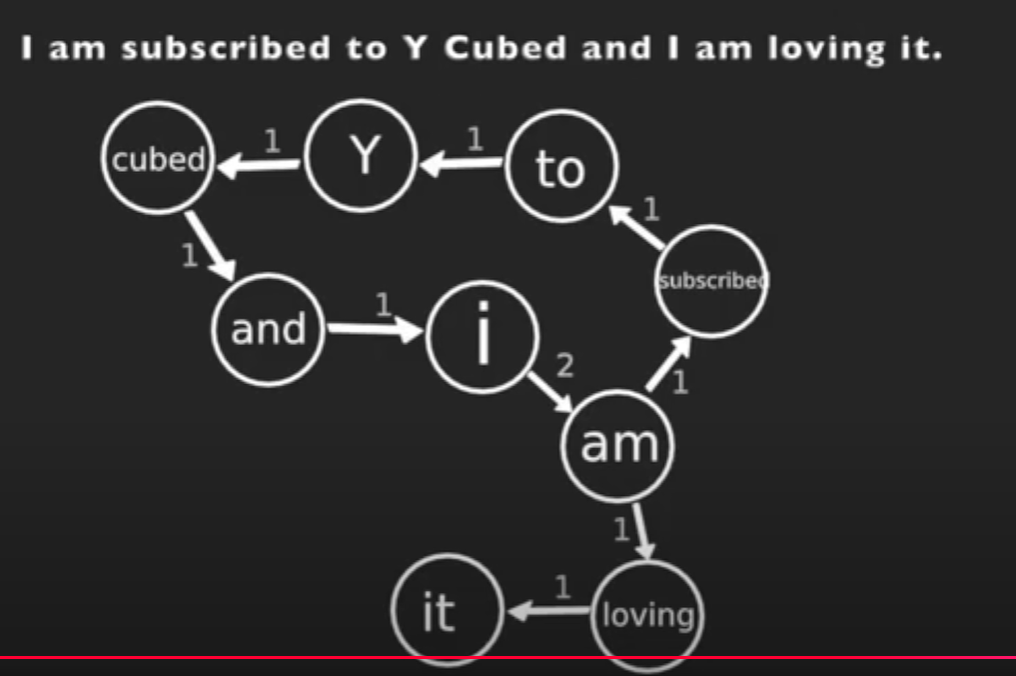 I am subscribed to Y Cubed and I am loving it.
cubed
1
Y
1
to
1
subscribed
1
and
1
i
2
am
1
1
loving
1
it